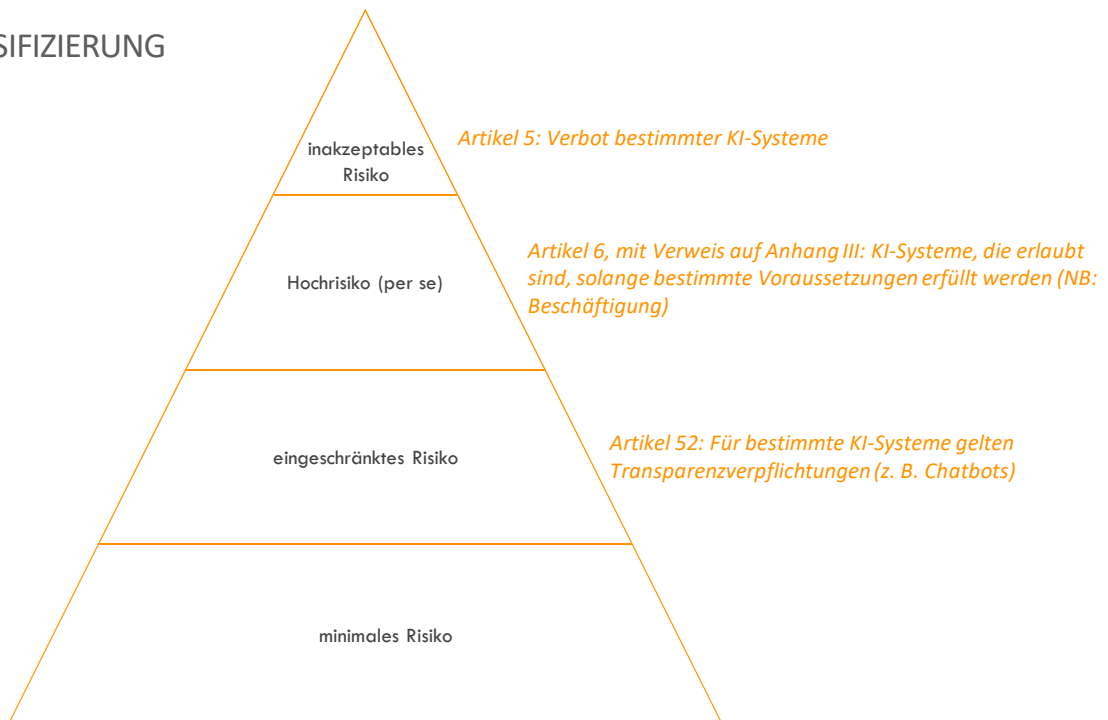 SIFIZIERUNG
inakzeptables
Risiko
Artikel 5: Verbot bestimmter KI-Systeme
Hochrisiko (per se)
Artikel 6, mit Verweis auf Anhang III: KI-Systeme, die erlaubt
sind, solange bestimmte Voraussetzungen erfüllt werden (NB:
Beschäftigung)
eingeschränktes Risiko
Artikel 52: Für bestimmte KI-Systeme gelten
Transparenzverpflichtungen (z. B. Chatbots)
minimales Risiko